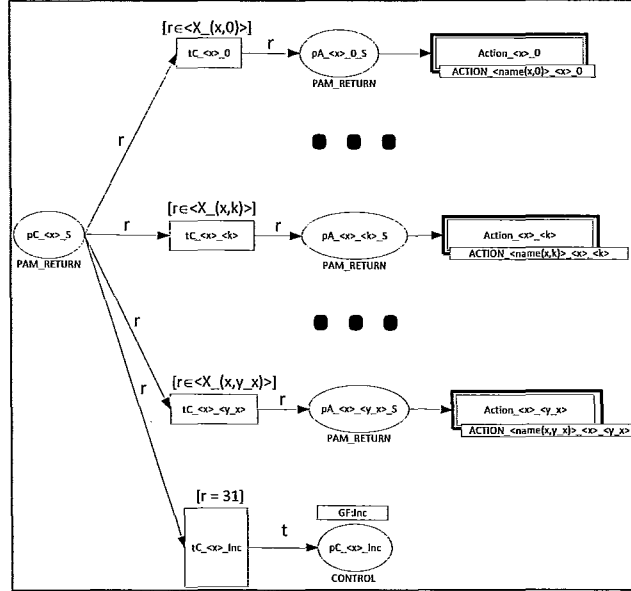 [r∈<X_(x,0)>]
tC_<x>_0
r
pA_<x>_0_S
PAM_RETURN
Action_<x>_0
ACTION_<name(x,0)>_<x>_0
r
[r∈<X_(x,k)>]
pC_<x>_S
PAM_RETURN
r
tC_<x>_<k>
r
pA_<x>_<k>_S
PAM_RETURN
Action_<x>_<k>
ACTION_<name(x,k)>_<x>_<k>_
r
r
[r∈<X_(x,y_x)>]
tC_<x>_<y_x>
r
pA_<x>_<y_x>_S
PAM_RETURN
Action_<x>_<y_x>
ACTION_<name(x,y_x)>_<x>_<y_x>
[r = 31]
tC_<x>_Inc
t
GF:Inc
pC_<x>_Inc
CONTROL